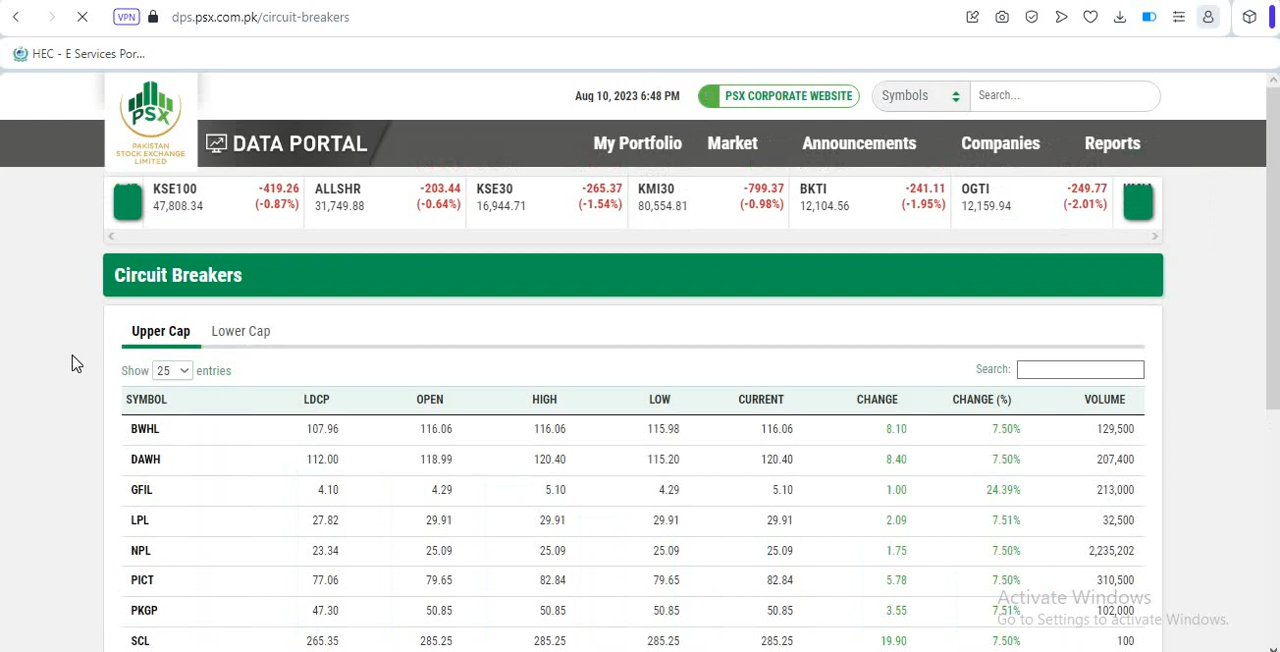 VPN dps.psx.com.pk/circuit-breakers
HEC - E Services Por...
PSX
PAKISTAN
STOCK EXCHANGE
LIMITED
Aug 10, 2023 6:48 PM PSX CORPORATE WEBSITE Symbols Search...
DATA PORTAL My Portfolio Market Announcements Companies Reports
KSE100 -419.26 ALLSHR -203.44 KSE30 -265.37 KMI30 -799.37 BKTI -241.11 OGTI -249.77
47,808.34 (-0.87%) 31,749.88 (-0.64%) 16,944.71 (-1.54%) 80,554.81 (-0.98%) 12,104.56 (-1.95%) 12,159.94 (-2.01%)
Circuit Breakers
Upper Cap Lower Cap
Show 25 entries Search:
SYMBOL LDCP OPEN HIGH LOW CURRENT CHANGE CHANGE (%) VOLUME
BWHL 107.96 116.06 116.06 115.98 116.06 8.10 7.50% 129,500
DAWH 112.00 118.99 120.40 115.20 120.40 8.40 7.50% 207,400
GFIL 4.10 4.29 5.10 4.29 5.10 1.00 24.39% 213,000
LPL 27.82 29.91 29.91 29.91 29.91 2.09 7.51% 32,500
NPL 23.34 25.09 25.09 25.09 25.09 1.75 7.50% 2,235,202
PICT 77.06 79.65 82.84 79.65 82.84 5.78 7.50% 310,500
PKGP 47.30 50.85 50.85 50.85 50.85 3.55 7.51% 102,000
SCL 265.35 285.25 285.25 285.25 285.25 19.90 7.50% 100
Activate Windows
Go to Settings to activate Windows.